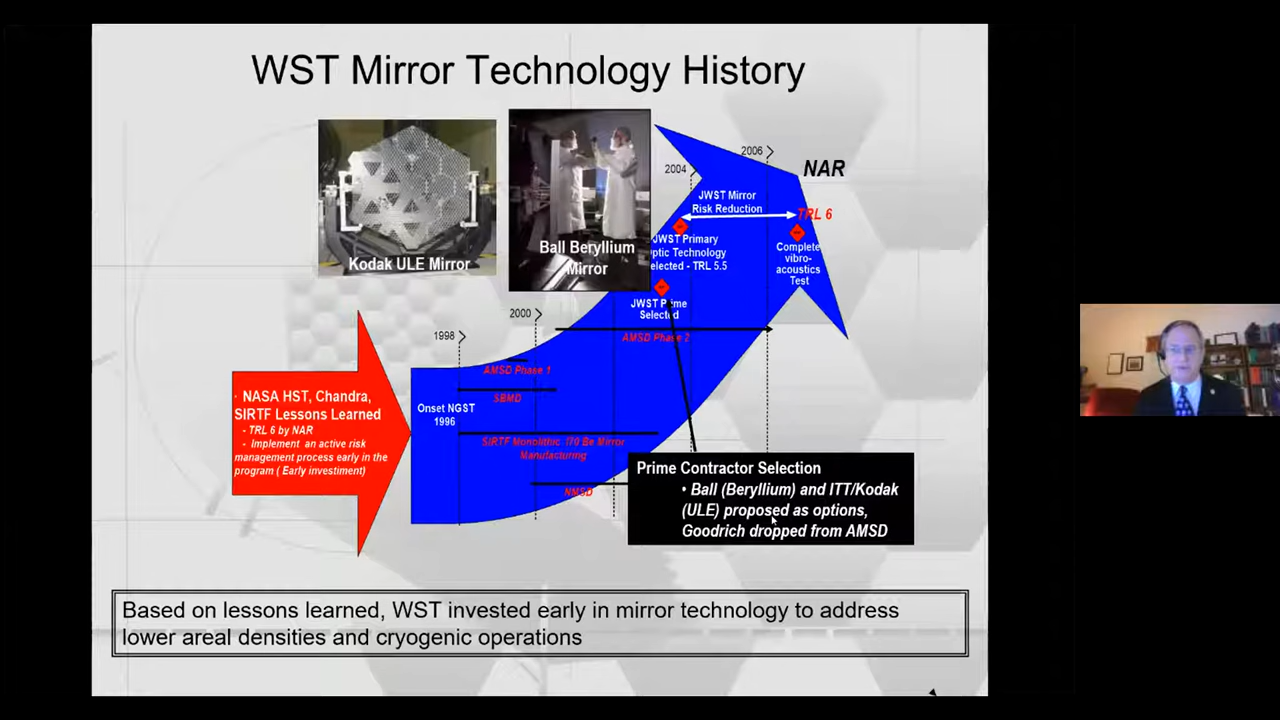 WST Mirror Technology History
Kodak ULE Mirror
Ball Beryllium
Mirror
2004
2006
NAR
JWST Mirror
Risk Reduction
TRL 6
JWST Primary
ptic Technology
elected - TRL 5.5
Complete
vibro-
acoustics
Test
JWST Prime
Selected
2000
1998
AMSD Phase 2
AMSD Phase 1
SBMD
Onset NGST
1996
SIRTF Monolithic I70 Be Mirror
Manufacturing
NMSD
· NASA HST, Chandra,
SIRTF Lessons Learned
- TRL 6 by NAR
- Implement an active risk
management process early in the
program ( Early investiment)
Prime Contractor Selection
• Ball (Beryllium) and ITT/Kodak
(ULE) proposed as options,
Goodrich dropped from AMSD
Based on lessons learned, WST invested early in mirror technology to address
lower areal densities and cryogenic operations